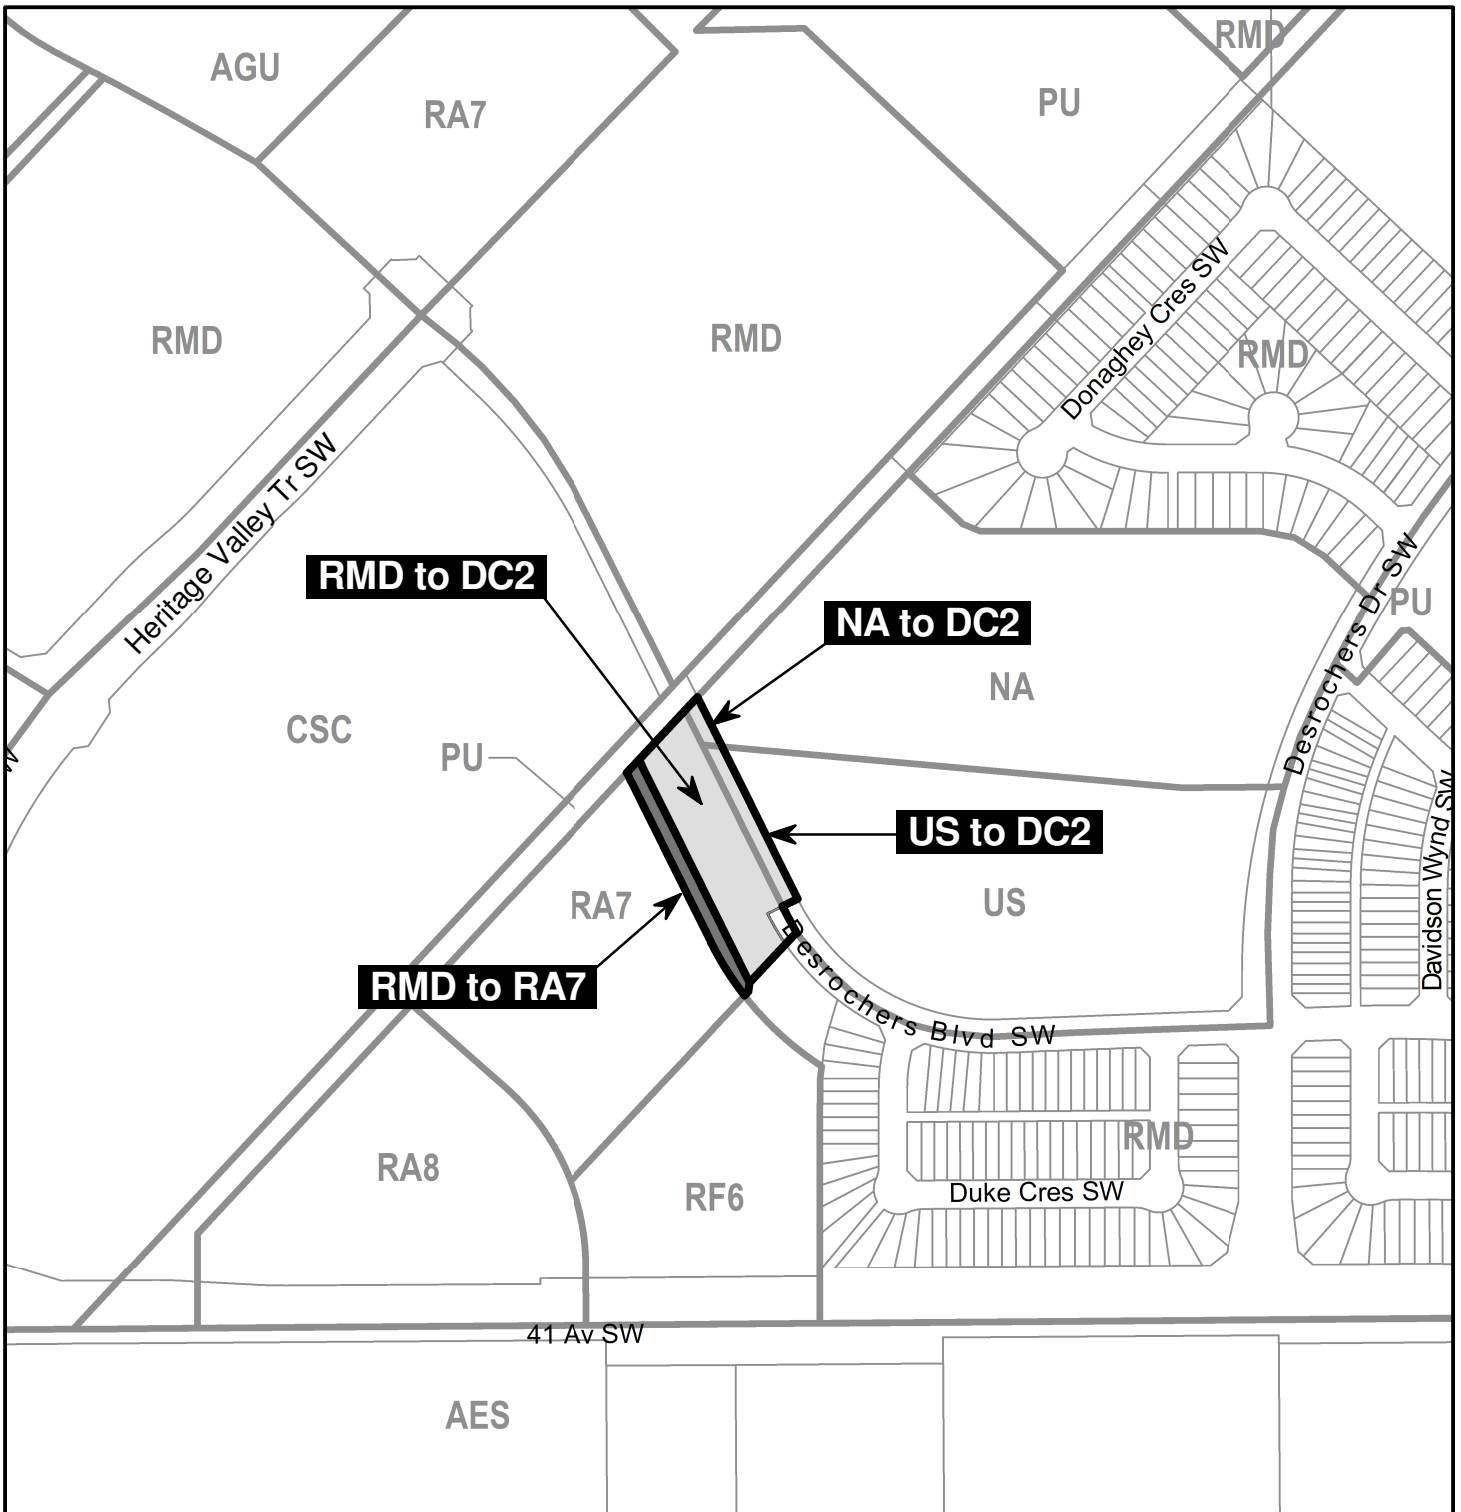 RMD
AGU
RA7
PU
RMD
RMD
RMD
Donaghey Cres SW
Heritage Valley Tr SW
RMD to DC2
NA to DC2
PU
NA
Desrochers Dr SW
CSC
PU
W
US to DC2
Davidson Wynd SW
RA7
US
RMD to RA7
Desrochers Blvd SW
RMD
RA8
RF6
Duke Cres SW
41 Av SW
AES